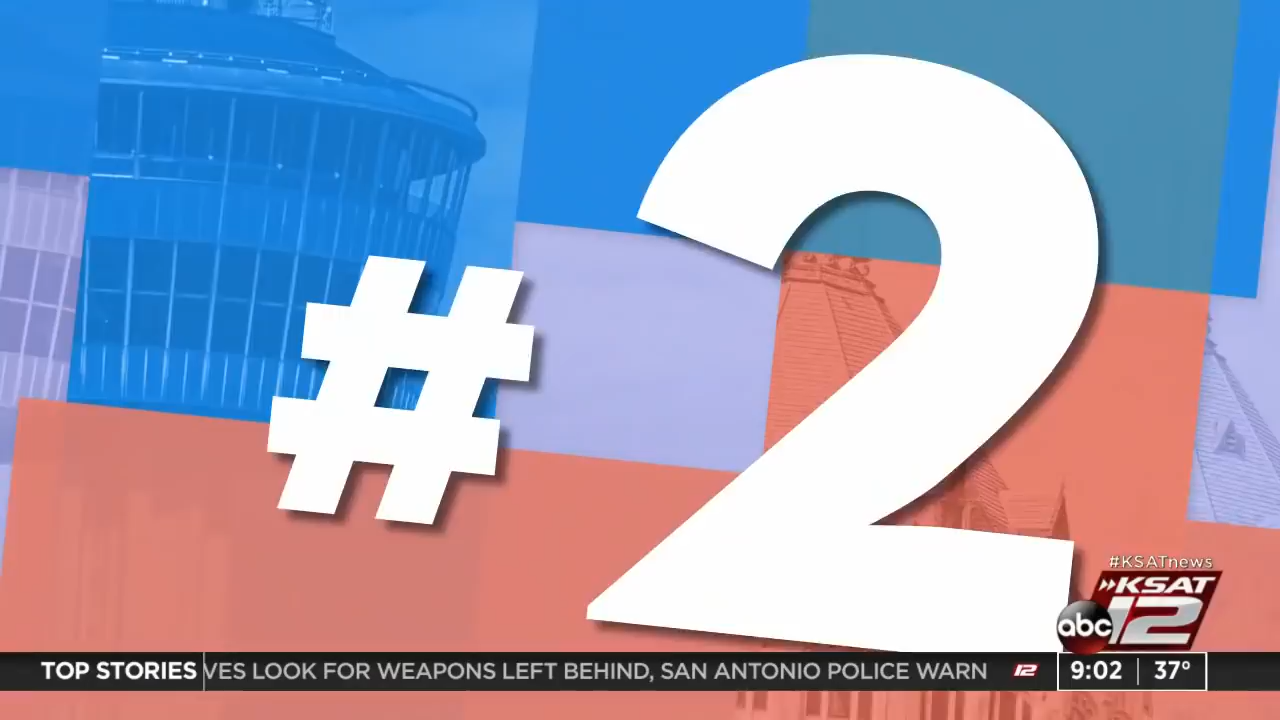 #2
#KSATnews
KSAT
abc 12
TOP STORIES VES LOOK FOR WEAPONS LEFT BEHIND, SAN ANTONIO POLICE WARN 12 9:02 37°